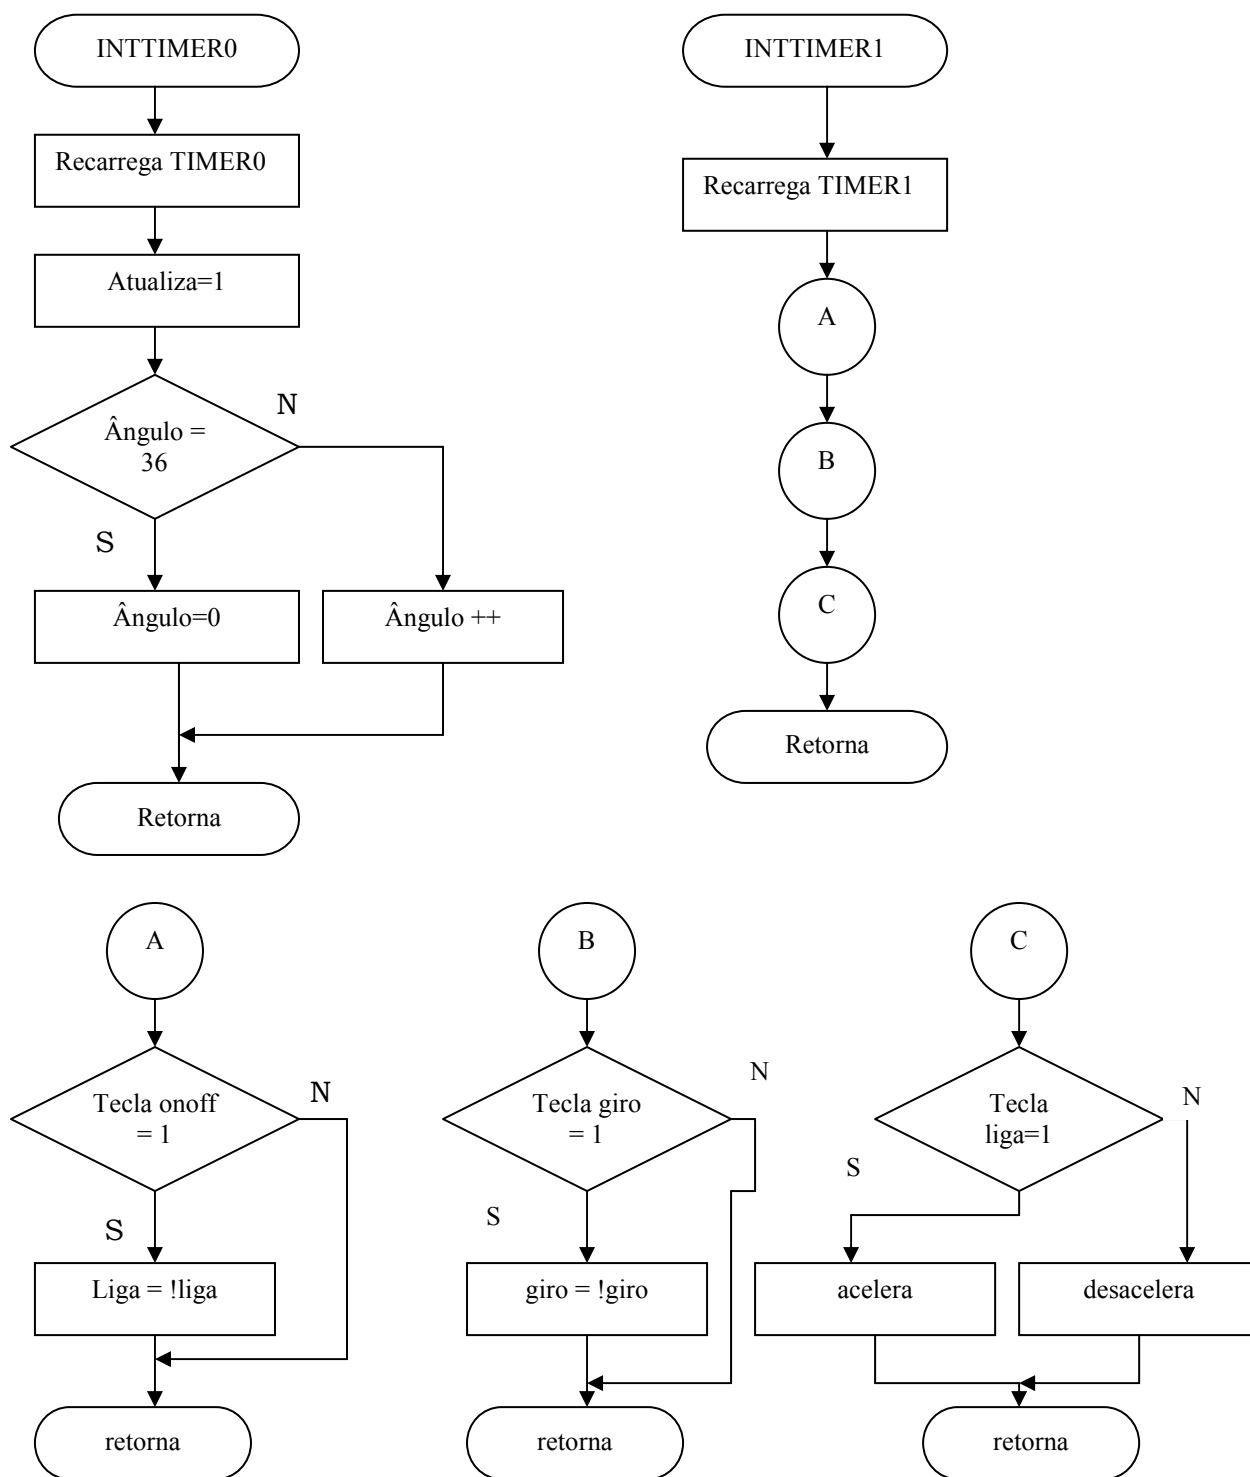 INTTIMER0
Recarrega TIMER0
Atualiza=1
Ângulo =
36
N
S
Ângulo=0
Ângulo ++
Retorna
INTTIMER1
Recarrega TIMER1
A
B
C
Retorna
A
Tecla onoff
= 1
N
S
Liga = !liga
retorna
B
Tecla giro
= 1
N
S
giro = !giro
retorna
C
Tecla
liga=1
N
S
acelera
desacelera
retorna